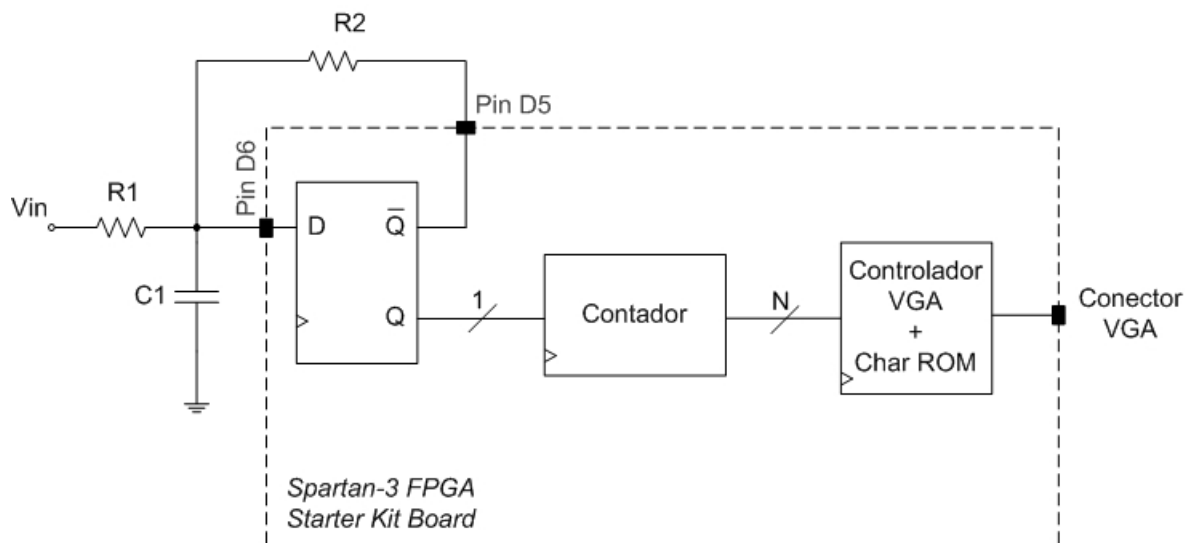 R2
Pin D5
Pin D6
R1
Vin
D
Q
C1
Q
1
Contador
N
Controlador
VGA
+
Char ROM
Conector
VGA
Spartan-3 FPGA
Starter Kit Board